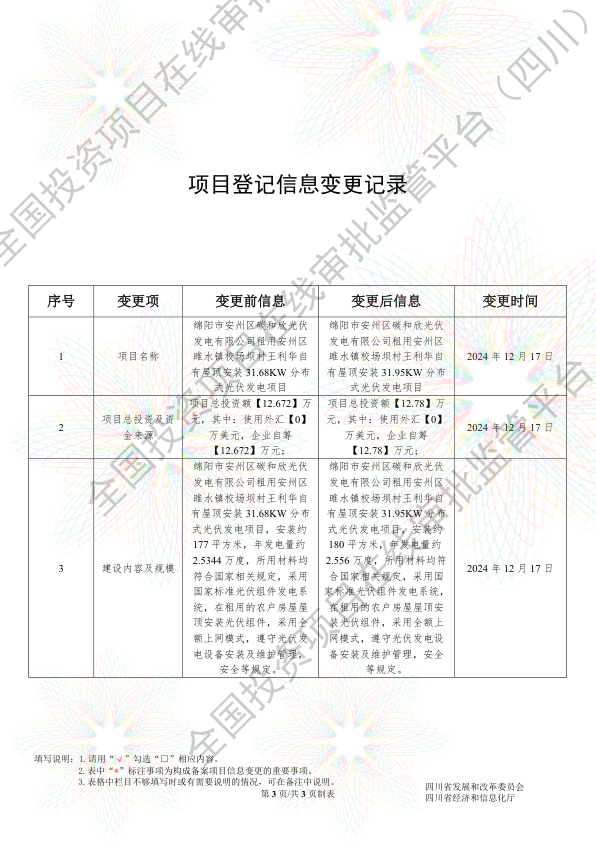 项目登记信息变更记录
序号 变更项 变更前信息 变更后信息 变更时间
1 项目名称
绵阳市安州区碳和欣光伏
发电有限公司租用安州区
雎水镇校场坝村王利华自
有屋顶安装 31.68KW 分布
式光伏发电项目
绵阳市安州区碳和欣光伏
发电有限公司租用安州区
雎水镇校场坝村王利华自
有屋顶安装 31.95KW 分布
式光伏发电项目
2024 年 12 月 17 日
2
项目总投资及资
金来源
项目总投资额【12.672】万
元，其中：使用外汇【0】
万美元，企业自筹
【12.672】万元；
项目总投资额【12.78】万
元，其中：使用外汇【0】
万美元，企业自筹
【12.78】万元；
2024 年 12 月 17 日
3 建设内容及规模
绵阳市安州区碳和欣光伏
发电有限公司租用安州区
雎水镇校场坝村王利华自
有屋顶安装 31.68KW 分布
式光伏发电项目，安装约
177 平方米，年发电量约
2.5344 万度，所用材料均
符合国家相关规定，采用
国家标准光伏组件发电系
统，在租用的农户房屋屋
顶安装光伏组件，采用全
额上网模式，遵守光伏发
电设备安装及维护管理，
安全等规定。
绵阳市安州区碳和欣光伏
发电有限公司租用安州区
雎水镇校场坝村王利华自
有屋顶安装 31.95KW 分布
式光伏发电项目，安装约
180 平方米，年发电量约
2.556 万度，所用材料均符
合国家相关规定，采用国
家标准光伏组件发电系统，
在租用的农户房屋屋顶安
装光伏组件，采用全额上
网模式，遵守光伏发电设
备安装及维护管理，安全
等规定。
2024 年 12 月 17 日
填写说明：1.请用“√”勾选“□”相应内容。
2.表中“*”标注事项为构成备案项目信息变更的重要事项。
3.表格中栏目不够填写时或有需要说明的情况，可在备注中说明。
第 3 页/共 3 页制表
四川省发展和改革委员会
四川省经济和信息化厅
全国投资项目在线审批
全国投资项目在线审批监管平台（四川）
全国投资项目在线审批监管平台